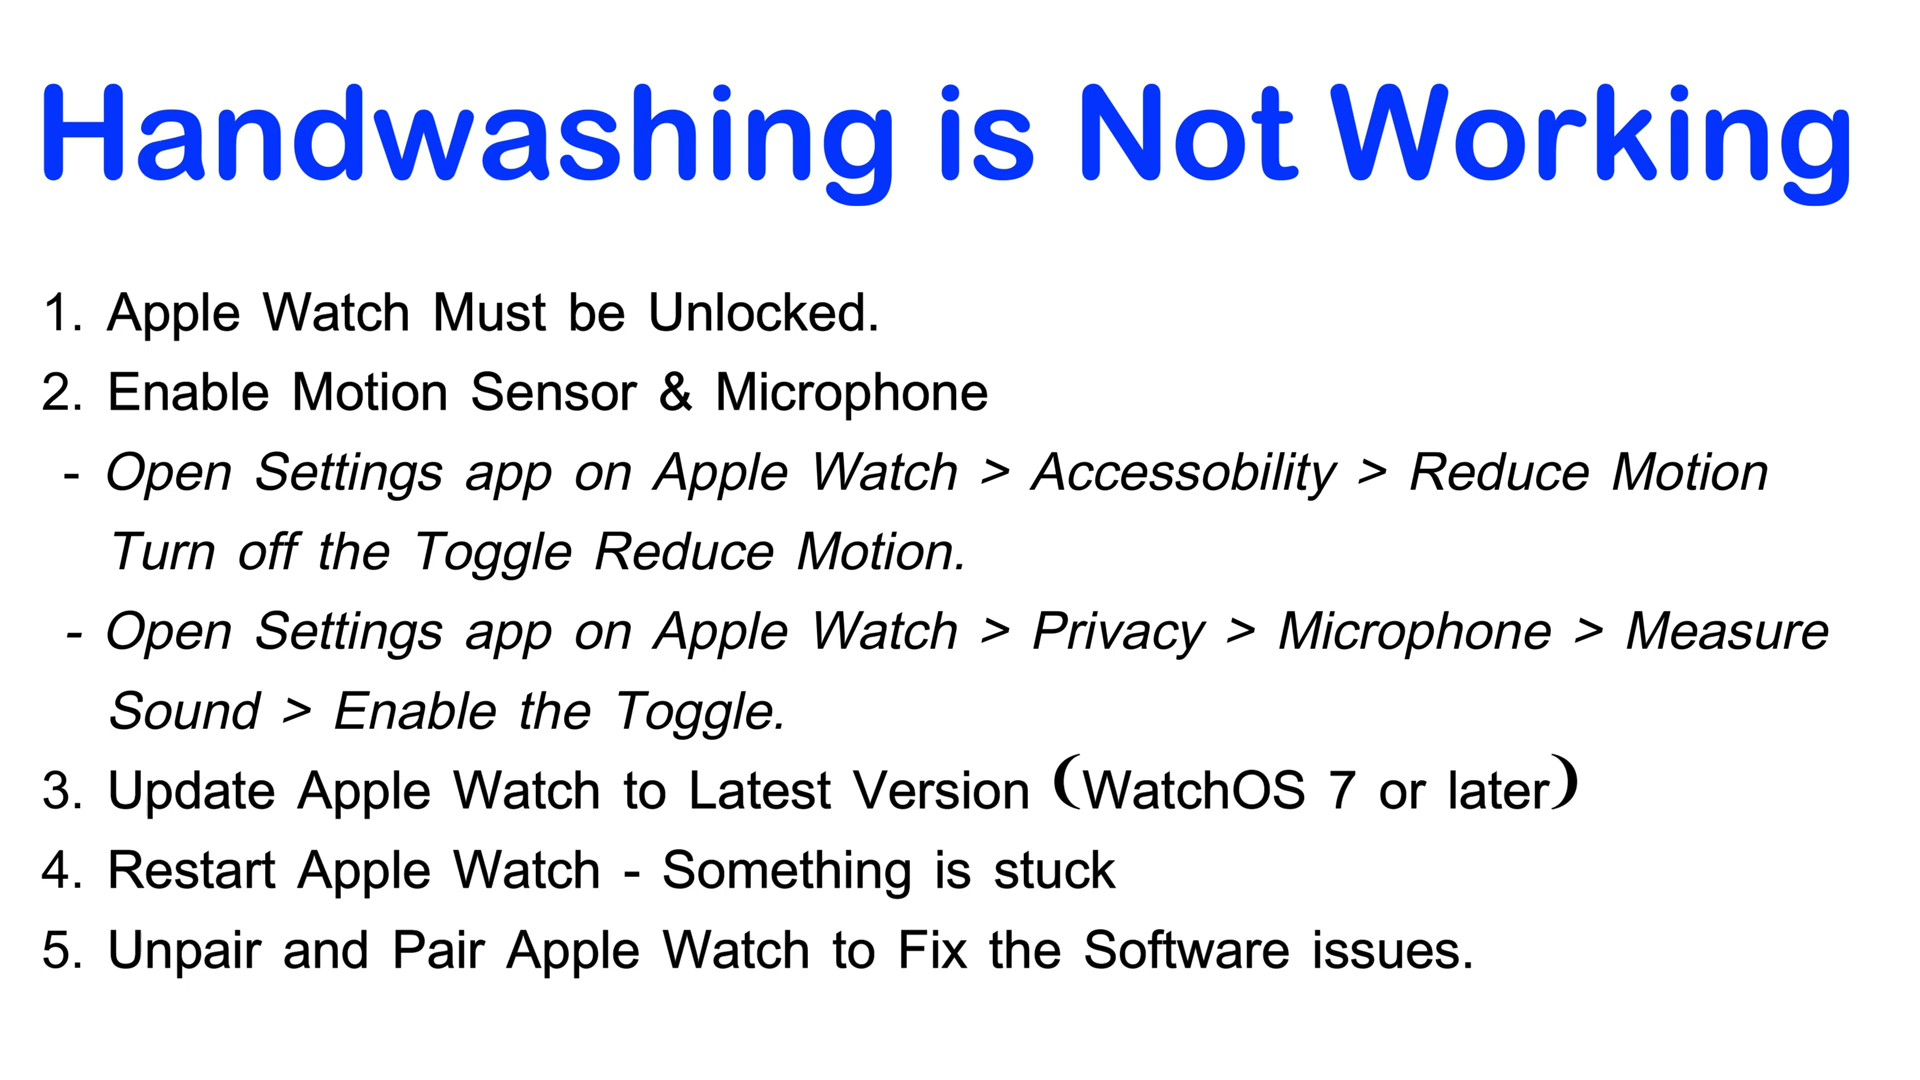 Handwashing is Not Working
1. Apple Watch Must be Unlocked.
2. Enable Motion Sensor & Microphone
- Open Settings app on Apple Watch > Accessobility > Reduce Motion
Turn off the Toggle Reduce Motion.
- Open Settings app on Apple Watch > Privacy > Microphone > Measure
Sound > Enable the Toggle.
3. Update Apple Watch to Latest Version (WatchOS 7 or later)
4. Restart Apple Watch - Something is stuck
5. Unpair and Pair Apple Watch to Fix the Software issues.